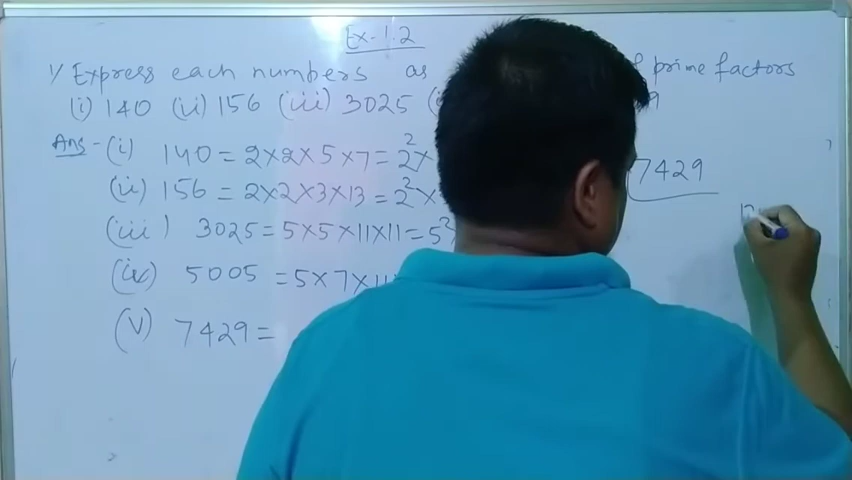 Ex-1.2
1) Express each numbers as prime factors
(i) 140 (ii) 156 (iii) 3025 9
Ans- (i) 140 = 2×2×5×7 = 2²×
7429
(ii) 156 = 2×2×3×13 = 2²×
(iii) 3025 = 5×5×11×11 = 5²
(iv) 5005 = 5×7×11
(v) 7429 =